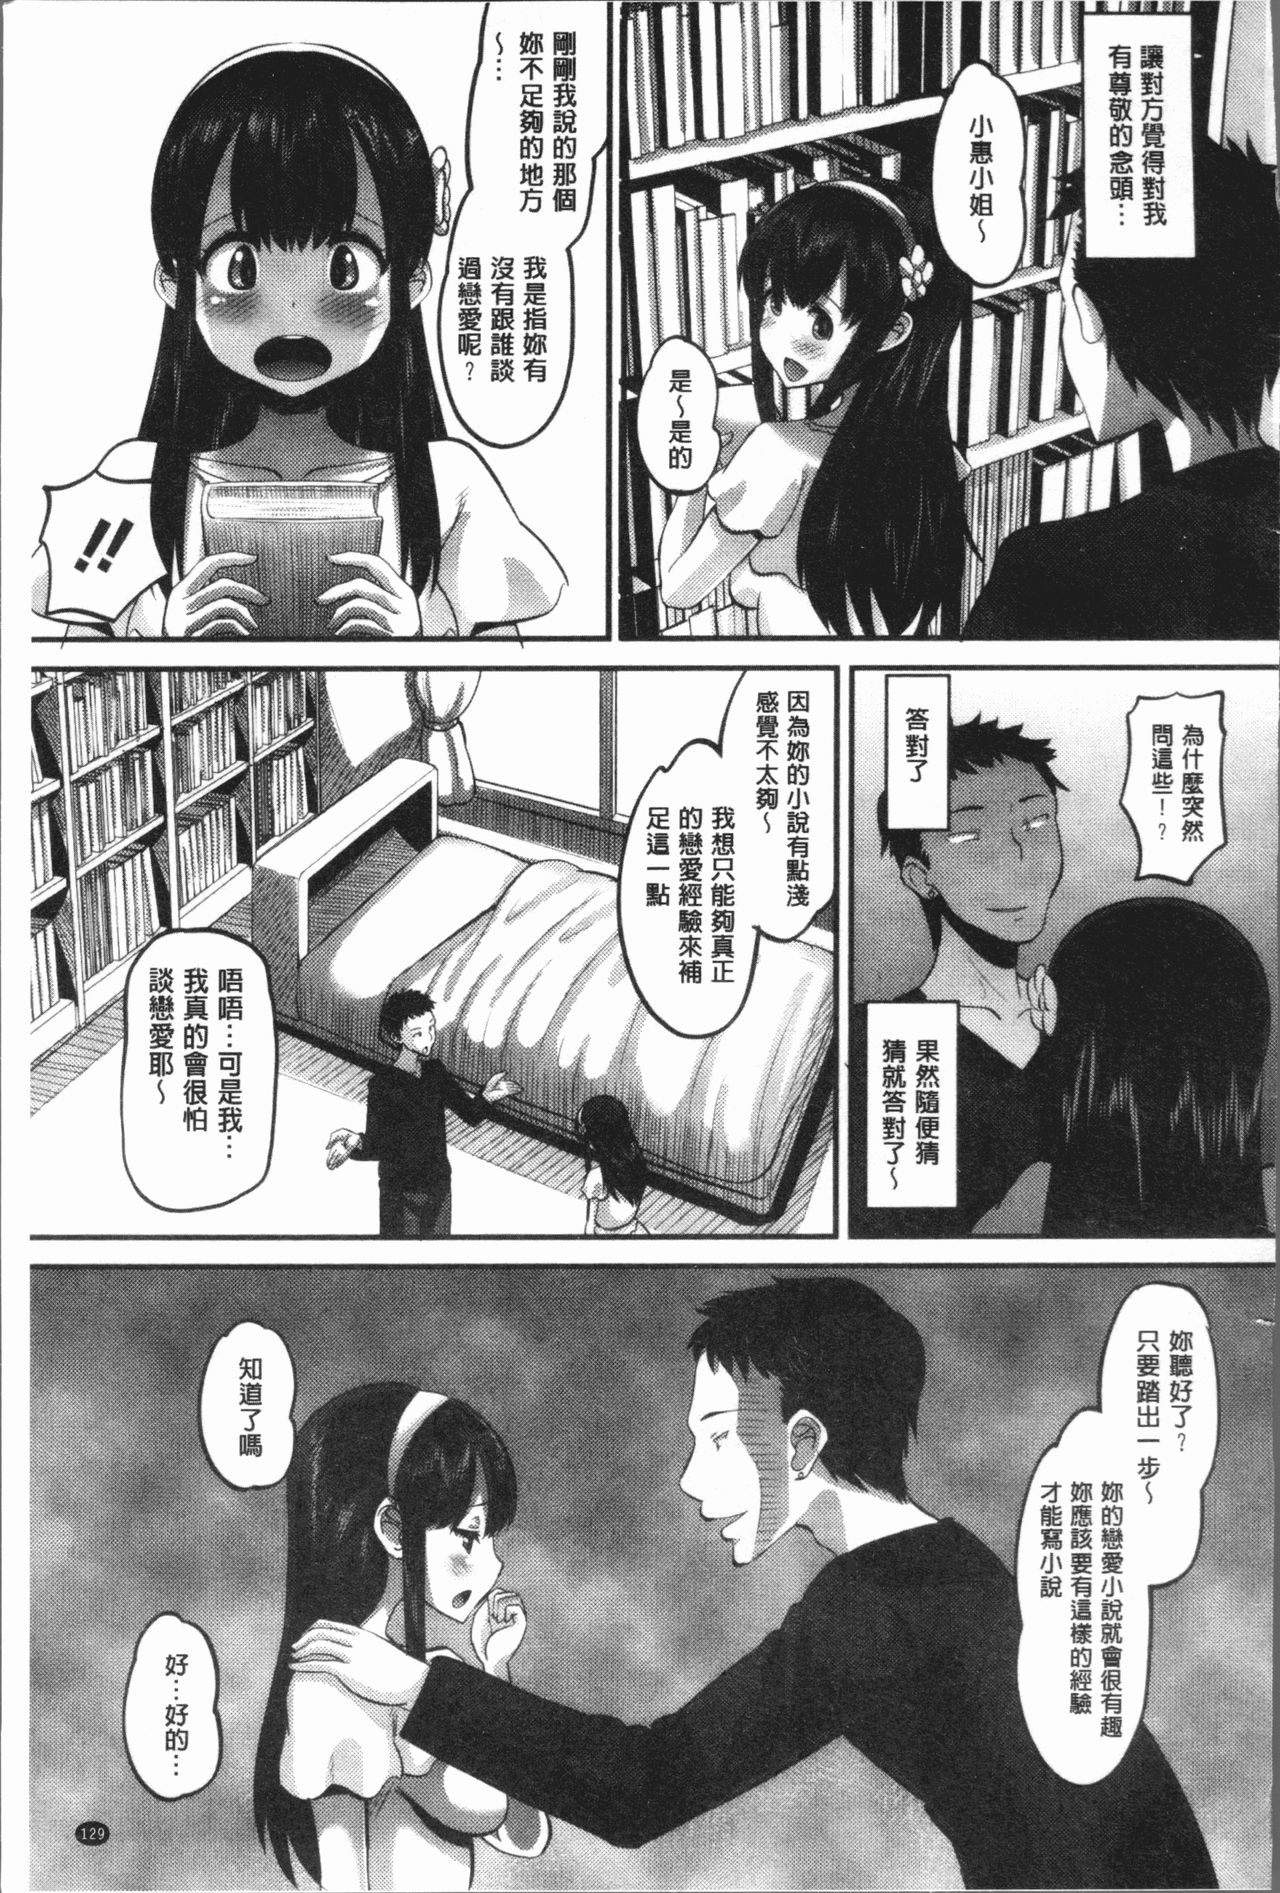 讓對方覺得對我
有尊敬的念頭…
小惠小姐～
是～是的
剛剛我說的那個
妳不足夠的地方
～…
我是指妳有
沒有跟誰談
過戀愛呢？
!!
為什麼突然
問這些！？
答對了
果然隨便猜
猜就答對了～
因為妳的小說有點淺
感覺不太夠～
我想只能夠真正
的戀愛經驗來補
足這一點
唔唔…可是我…
我真的會很怕
談戀愛耶～
妳聽好了？
只要踏出一步～
妳的戀愛小說就會很有趣
妳應該要有這樣的經驗
才能寫小說
知道了嗎
好…好的…
129